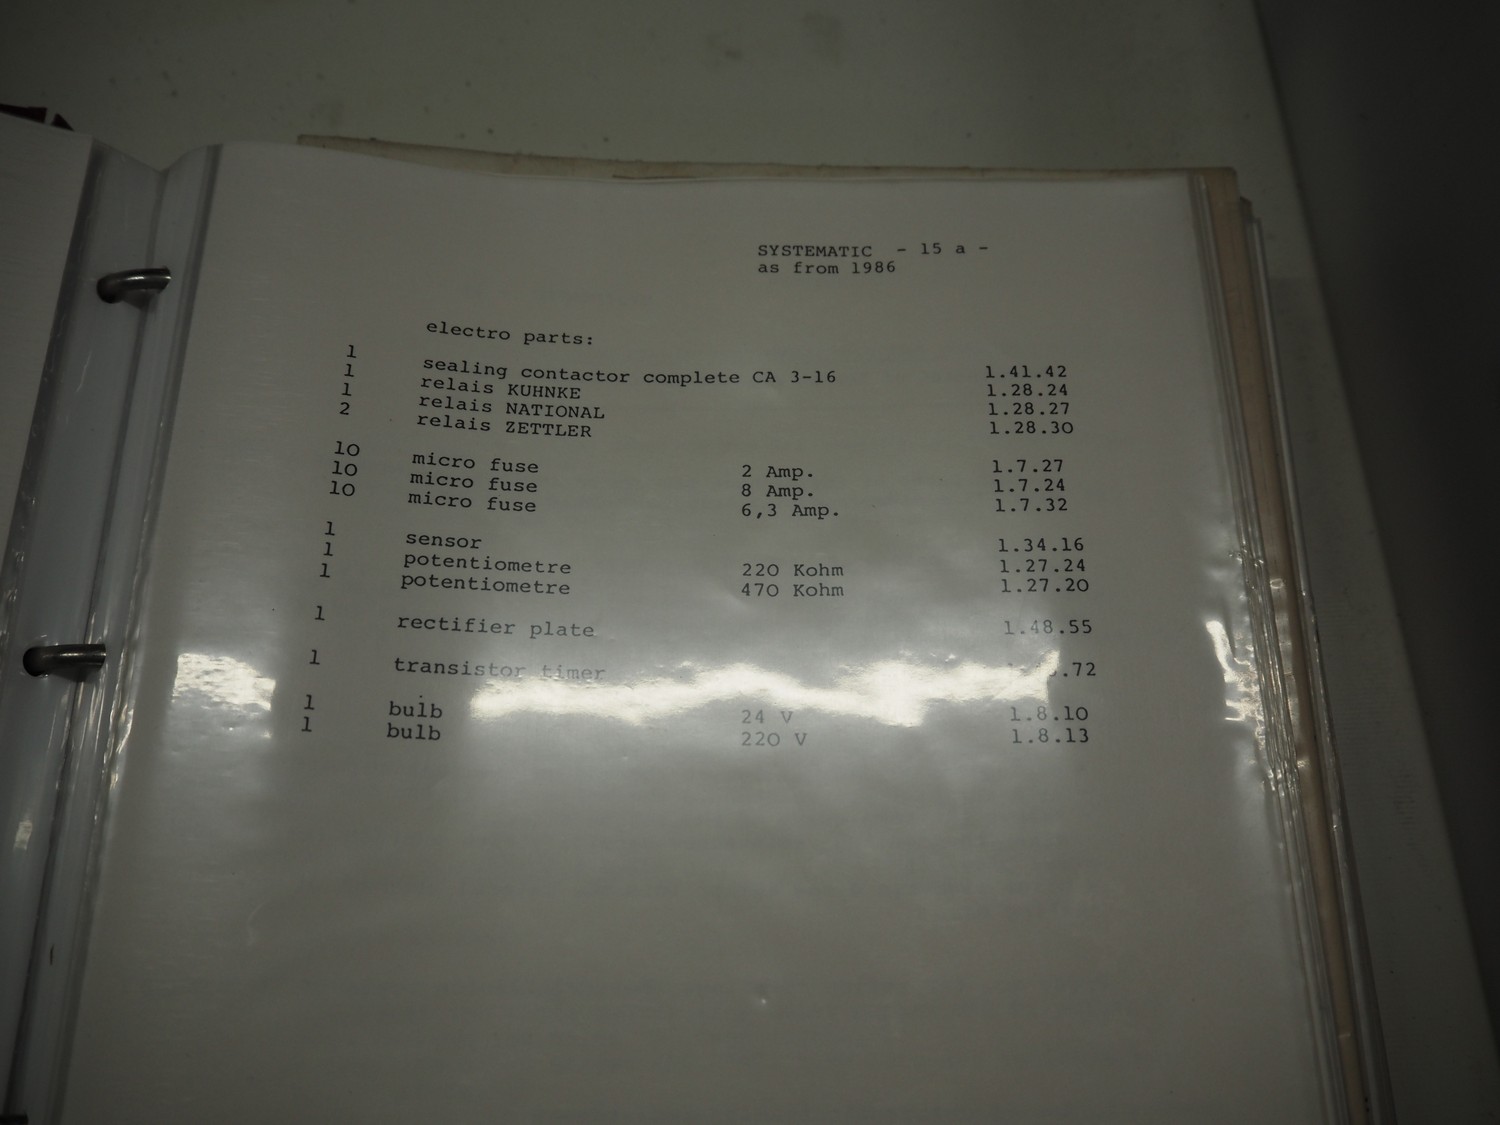 SYSTEMATIC - 15 a -
as from 1986
electro parts:
1 sealing contactor complete CA 3-16 1.41.42
1 relais KUHNKE 1.28.24
1 relais NATIONAL 1.28.27
2 relais ZETTLER 1.28.30
10 micro fuse 2 Amp. 1.7.27
10 micro fuse 8 Amp. 1.7.24
10 micro fuse 6,3 Amp. 1.7.32
1 sensor 1.34.16
1 potentiometre 220 Kohm 1.27.24
1 potentiometre 470 Kohm 1.27.20
1 rectifier plate 1.48.55
1 transistor timer
1 bulb 24 V 1.8.10
1 bulb 220 V 1.8.13